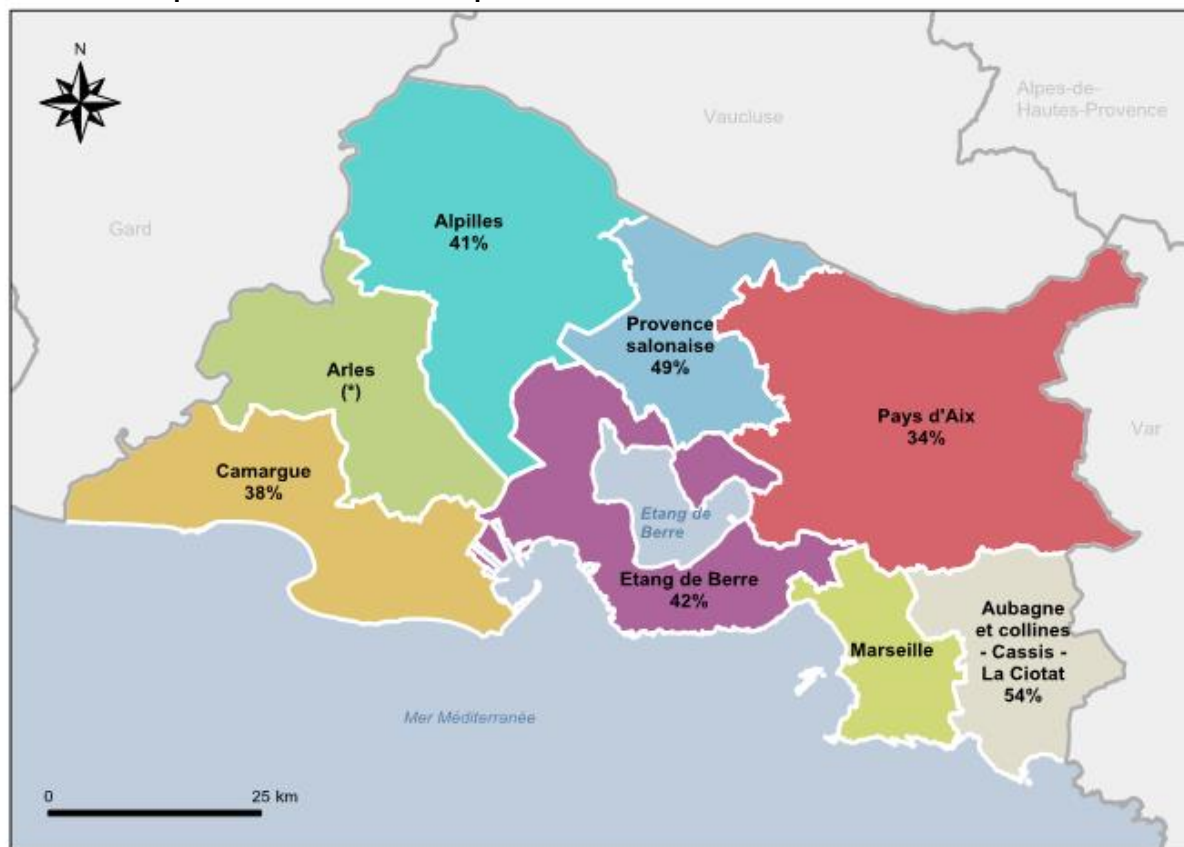 N
Alpes-de-
Hautes-Provence
Vaucluse
Gard
Alpilles
41%
Provence
salonaise
49%
Arles
(*)
Pays d'Aix
34%
Var
Camargue
38%
Etang de
Berre
Etang de Berre
42%
Aubagne
et collines
- Cassis -
La Ciotat
54%
Marseille
Mer Méditerranée
0
25 km